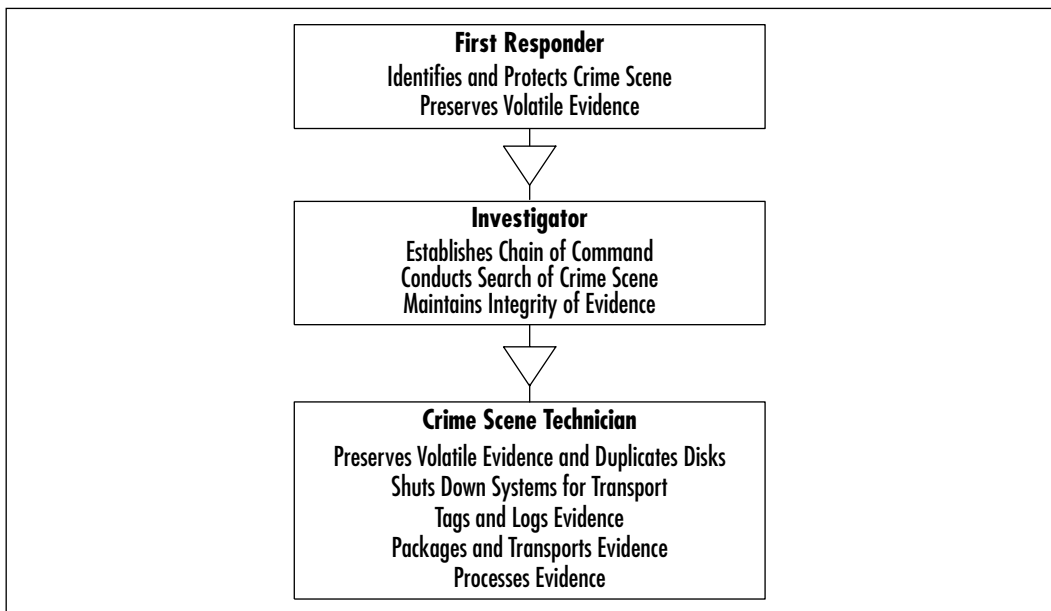 First Responder
Identifies and Protects Crime Scene
Preserves Volatile Evidence
Investigator
Establishes Chain of Command
Conducts Search of Crime Scene
Maintains Integrity of Evidence
Crime Scene Technician
Preserves Volatile Evidence and Duplicates Disks
Shuts Down Systems for Transport
Tags and Logs Evidence
Packages and Transports Evidence
Processes Evidence